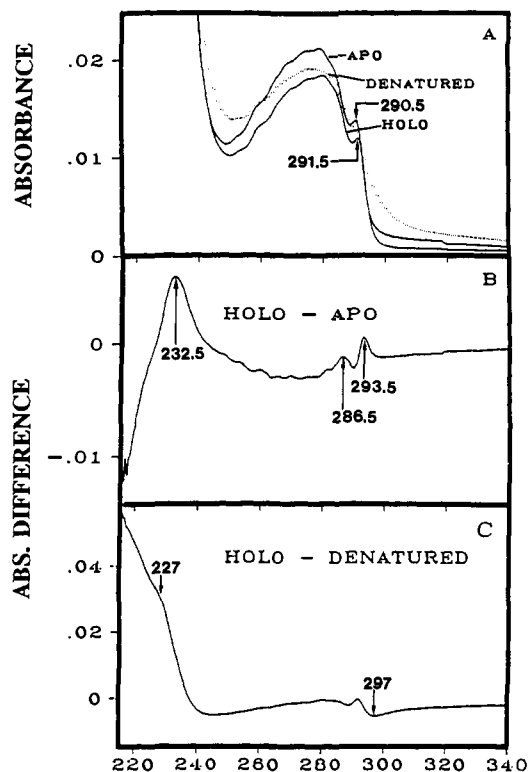 ABSORBANCE
A
0.02
.01
0
APO
DENATURED
290.5
HOLO
291.5
B
HOLO - APO
0
-.01
232.5
286.5
293.5
ABS. DIFFERENCE
C
HOLO - DENATURED
.04
.02
0
227
297
220 240 260 280 300 320 340